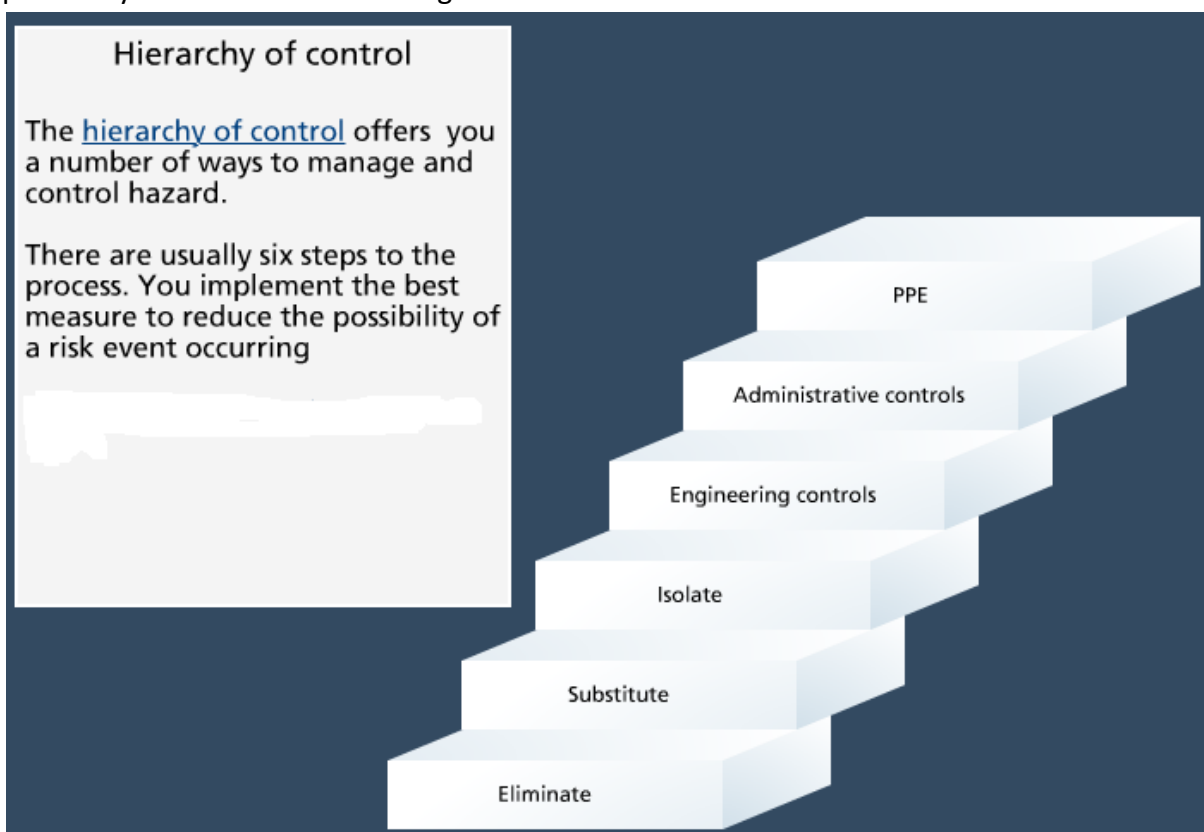 Hierarchy of control
The hierarchy of control offers you
a number of ways to manage and
control hazard.
There are usually six steps to the
process. You implement the best
measure to reduce the possibility of
a risk event occurring
PPE
Administrative controls
Engineering controls
Isolate
Substitute
Eliminate